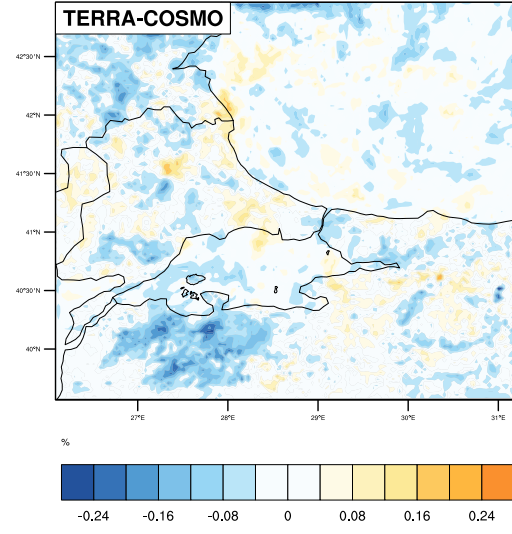 TERRA-COSMO
42°30'N
42°N
41°30'N
41°N
40°30'N
40°N
27°E 28°E 29°E 30°E 31°E
%
-0.24 -0.16 -0.08 0 0.08 0.16 0.24